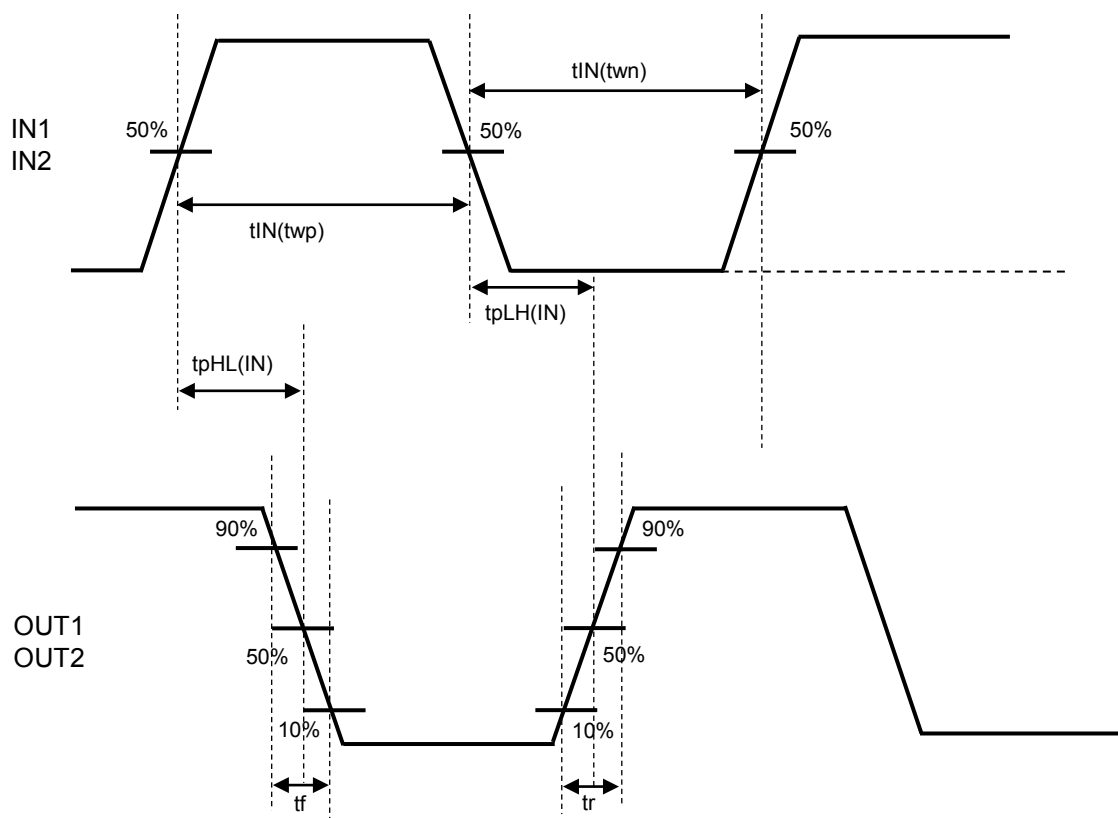 tIN(twn)
IN1
IN2
50%
50%
50%
tIN(twp)
tpLH(IN)
tpHL(IN)
90%
90%
OUT1
OUT2
50%
50%
10%
10%
tf
tr